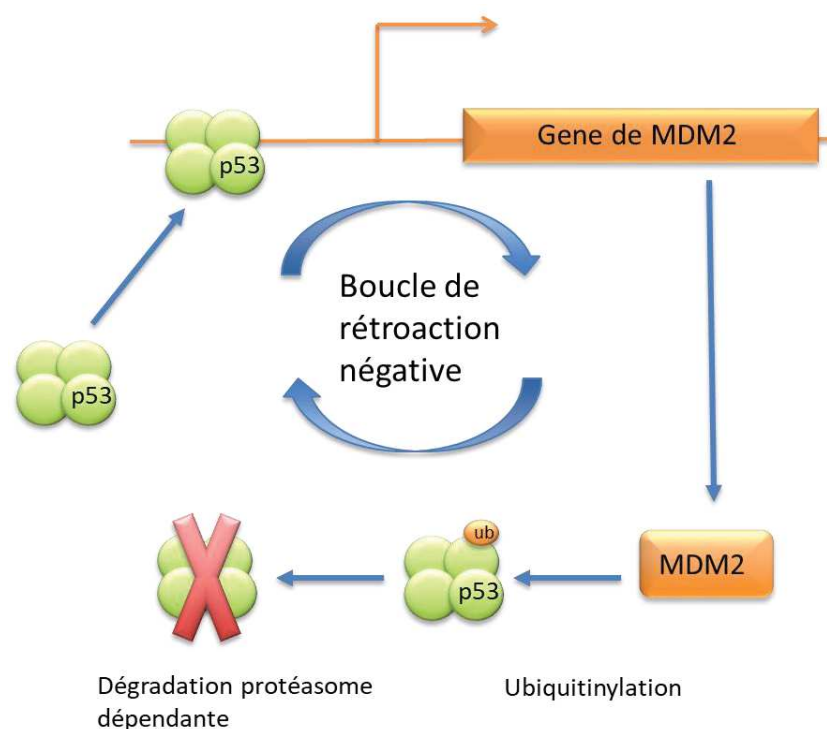 p53
Gene de MDM2
Boucle de
rétroaction
négative
p53
ub
p53
MDM2
Dégradation protéasome
dépendante
Ubiquitinylation